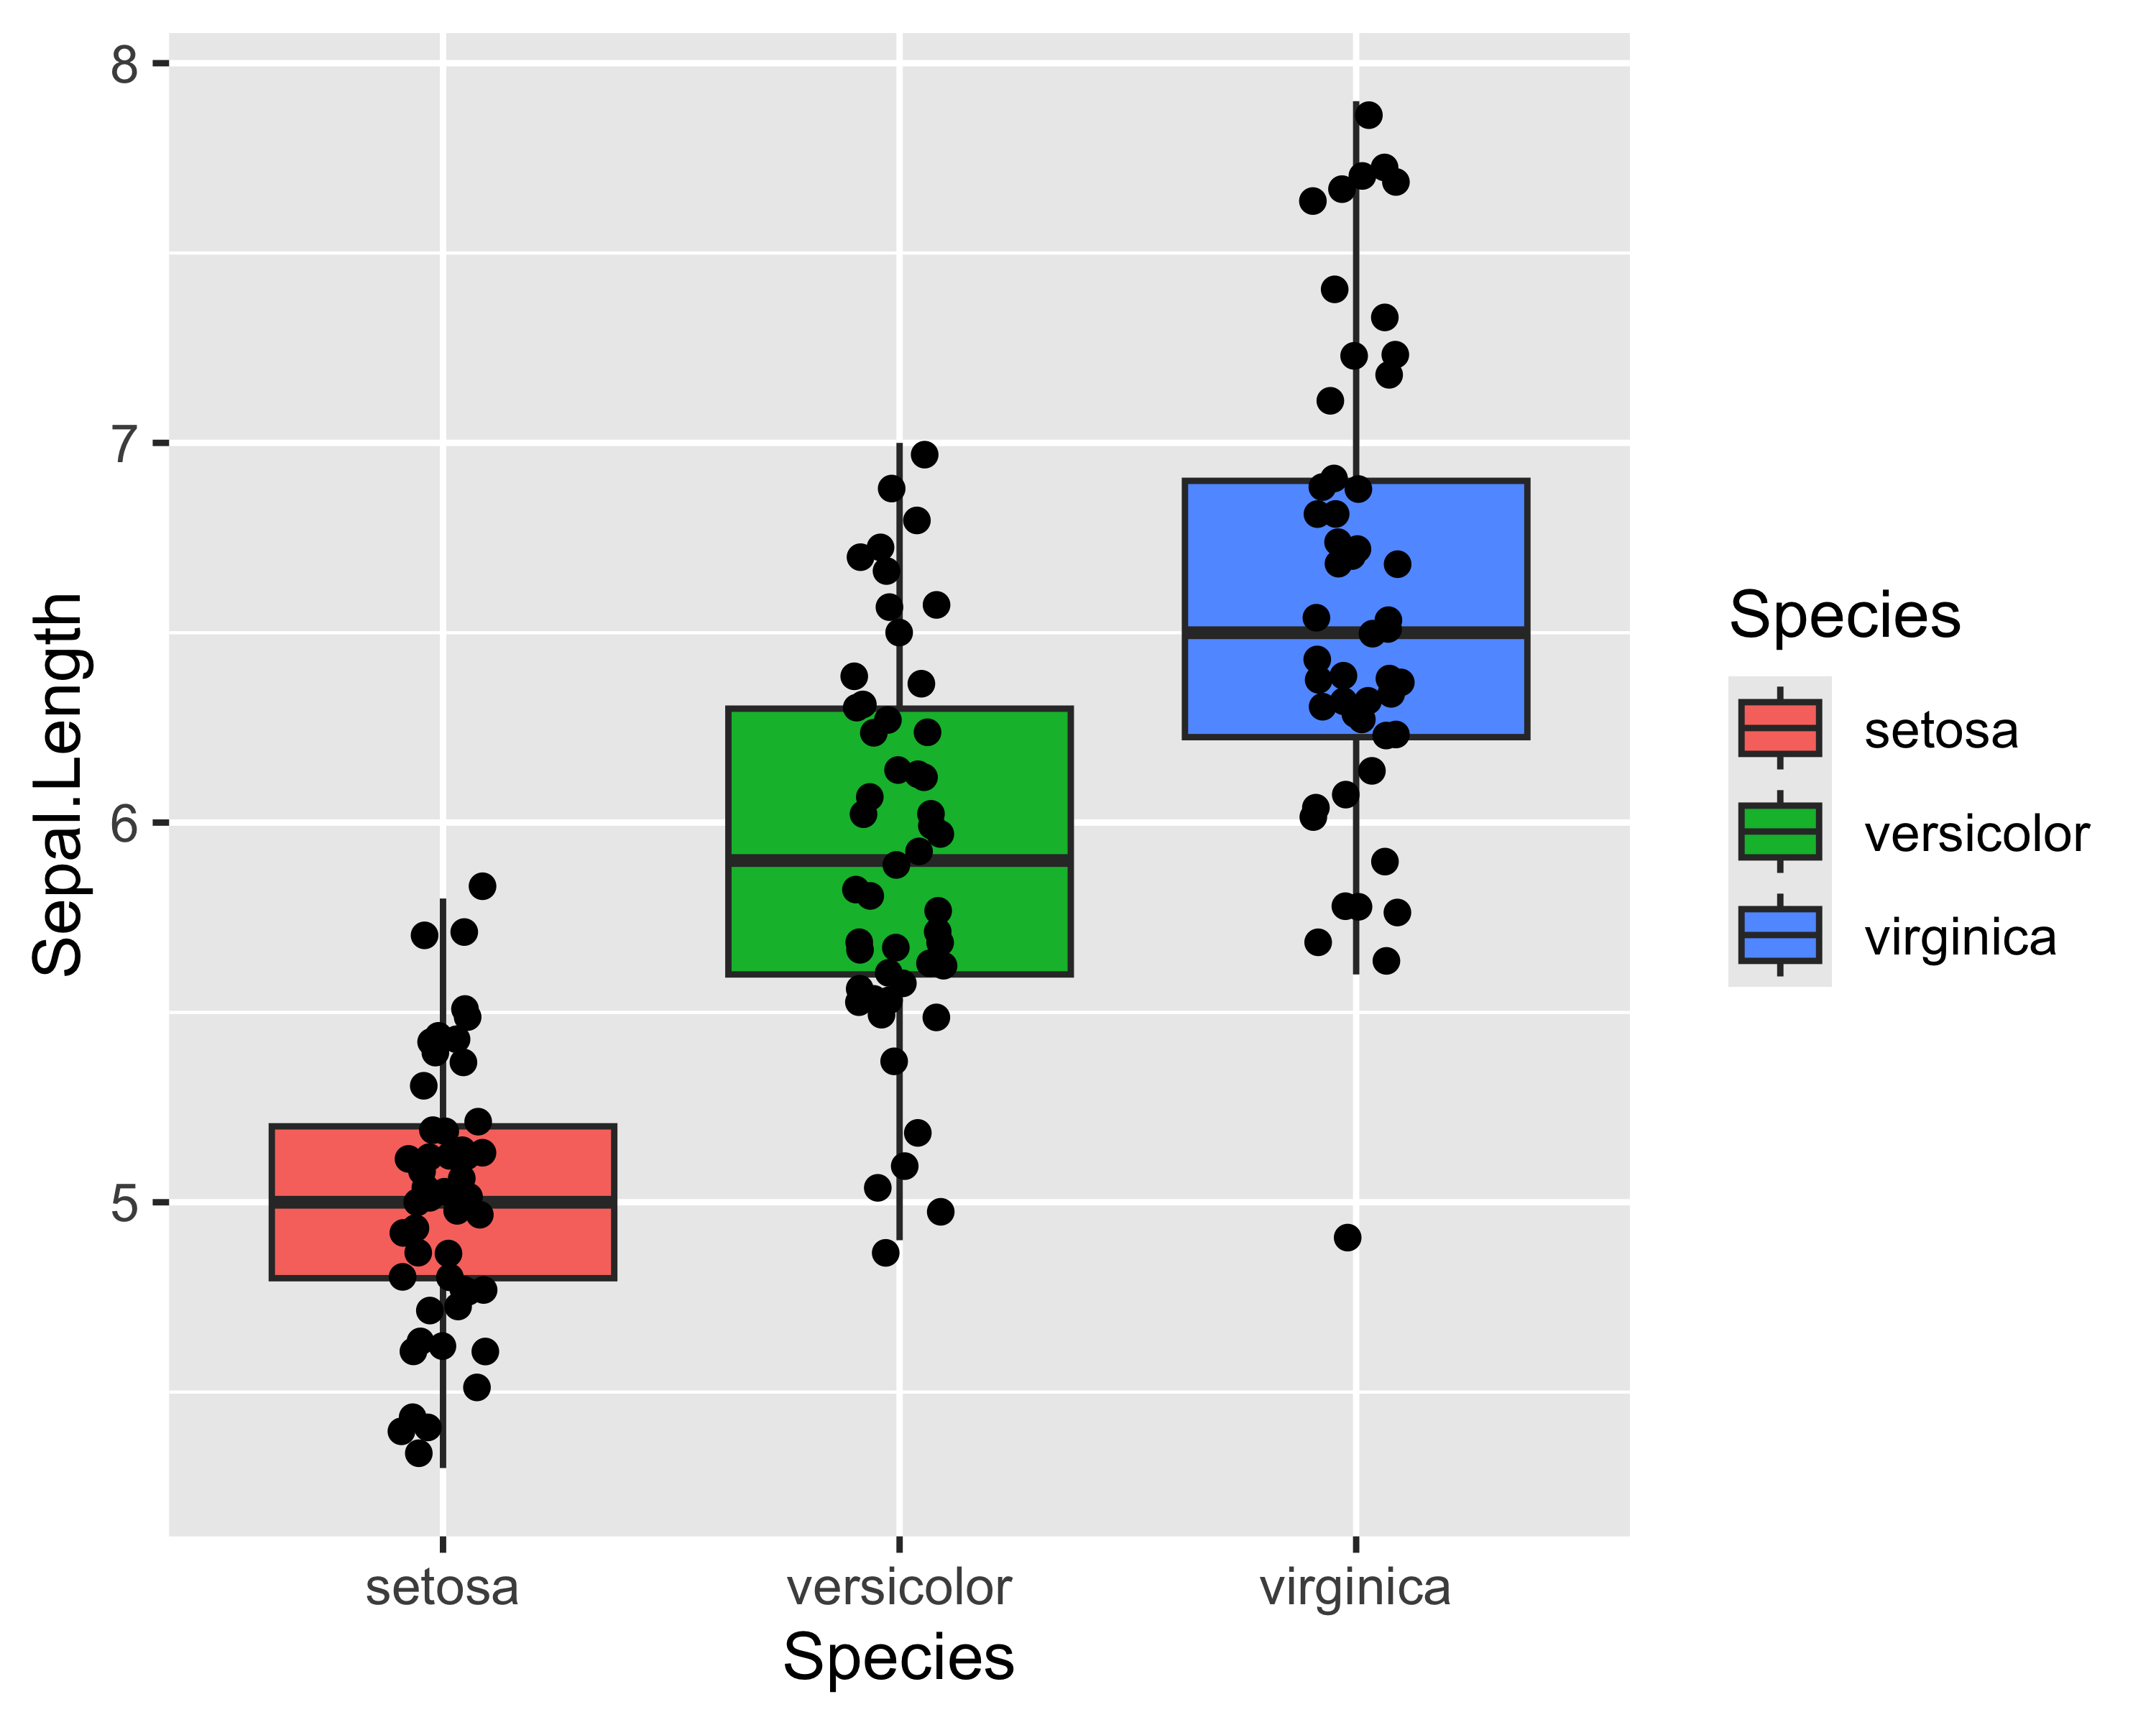 8
7
6
5
Sepal.Length
setosa
versicolor
virginica
Species
Species
setosa
versicolor
virginica